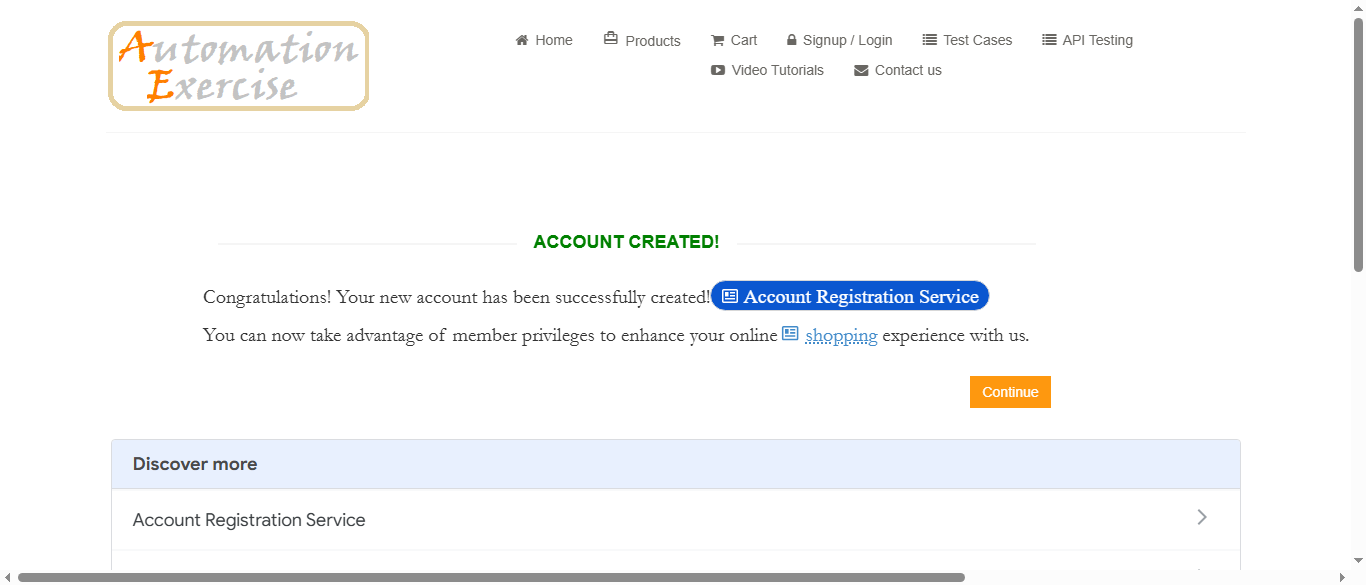 Automation
Exercise
Home
Products
Cart
Signup / Login
Test Cases
API Testing
Video Tutorials
Contact us
ACCOUNT CREATED!
Congratulations! Your new account has been successfully created! Account Registration Service
You can now take advantage of member privileges to enhance your online shopping experience with us.
Continue
Discover more
Account Registration Service